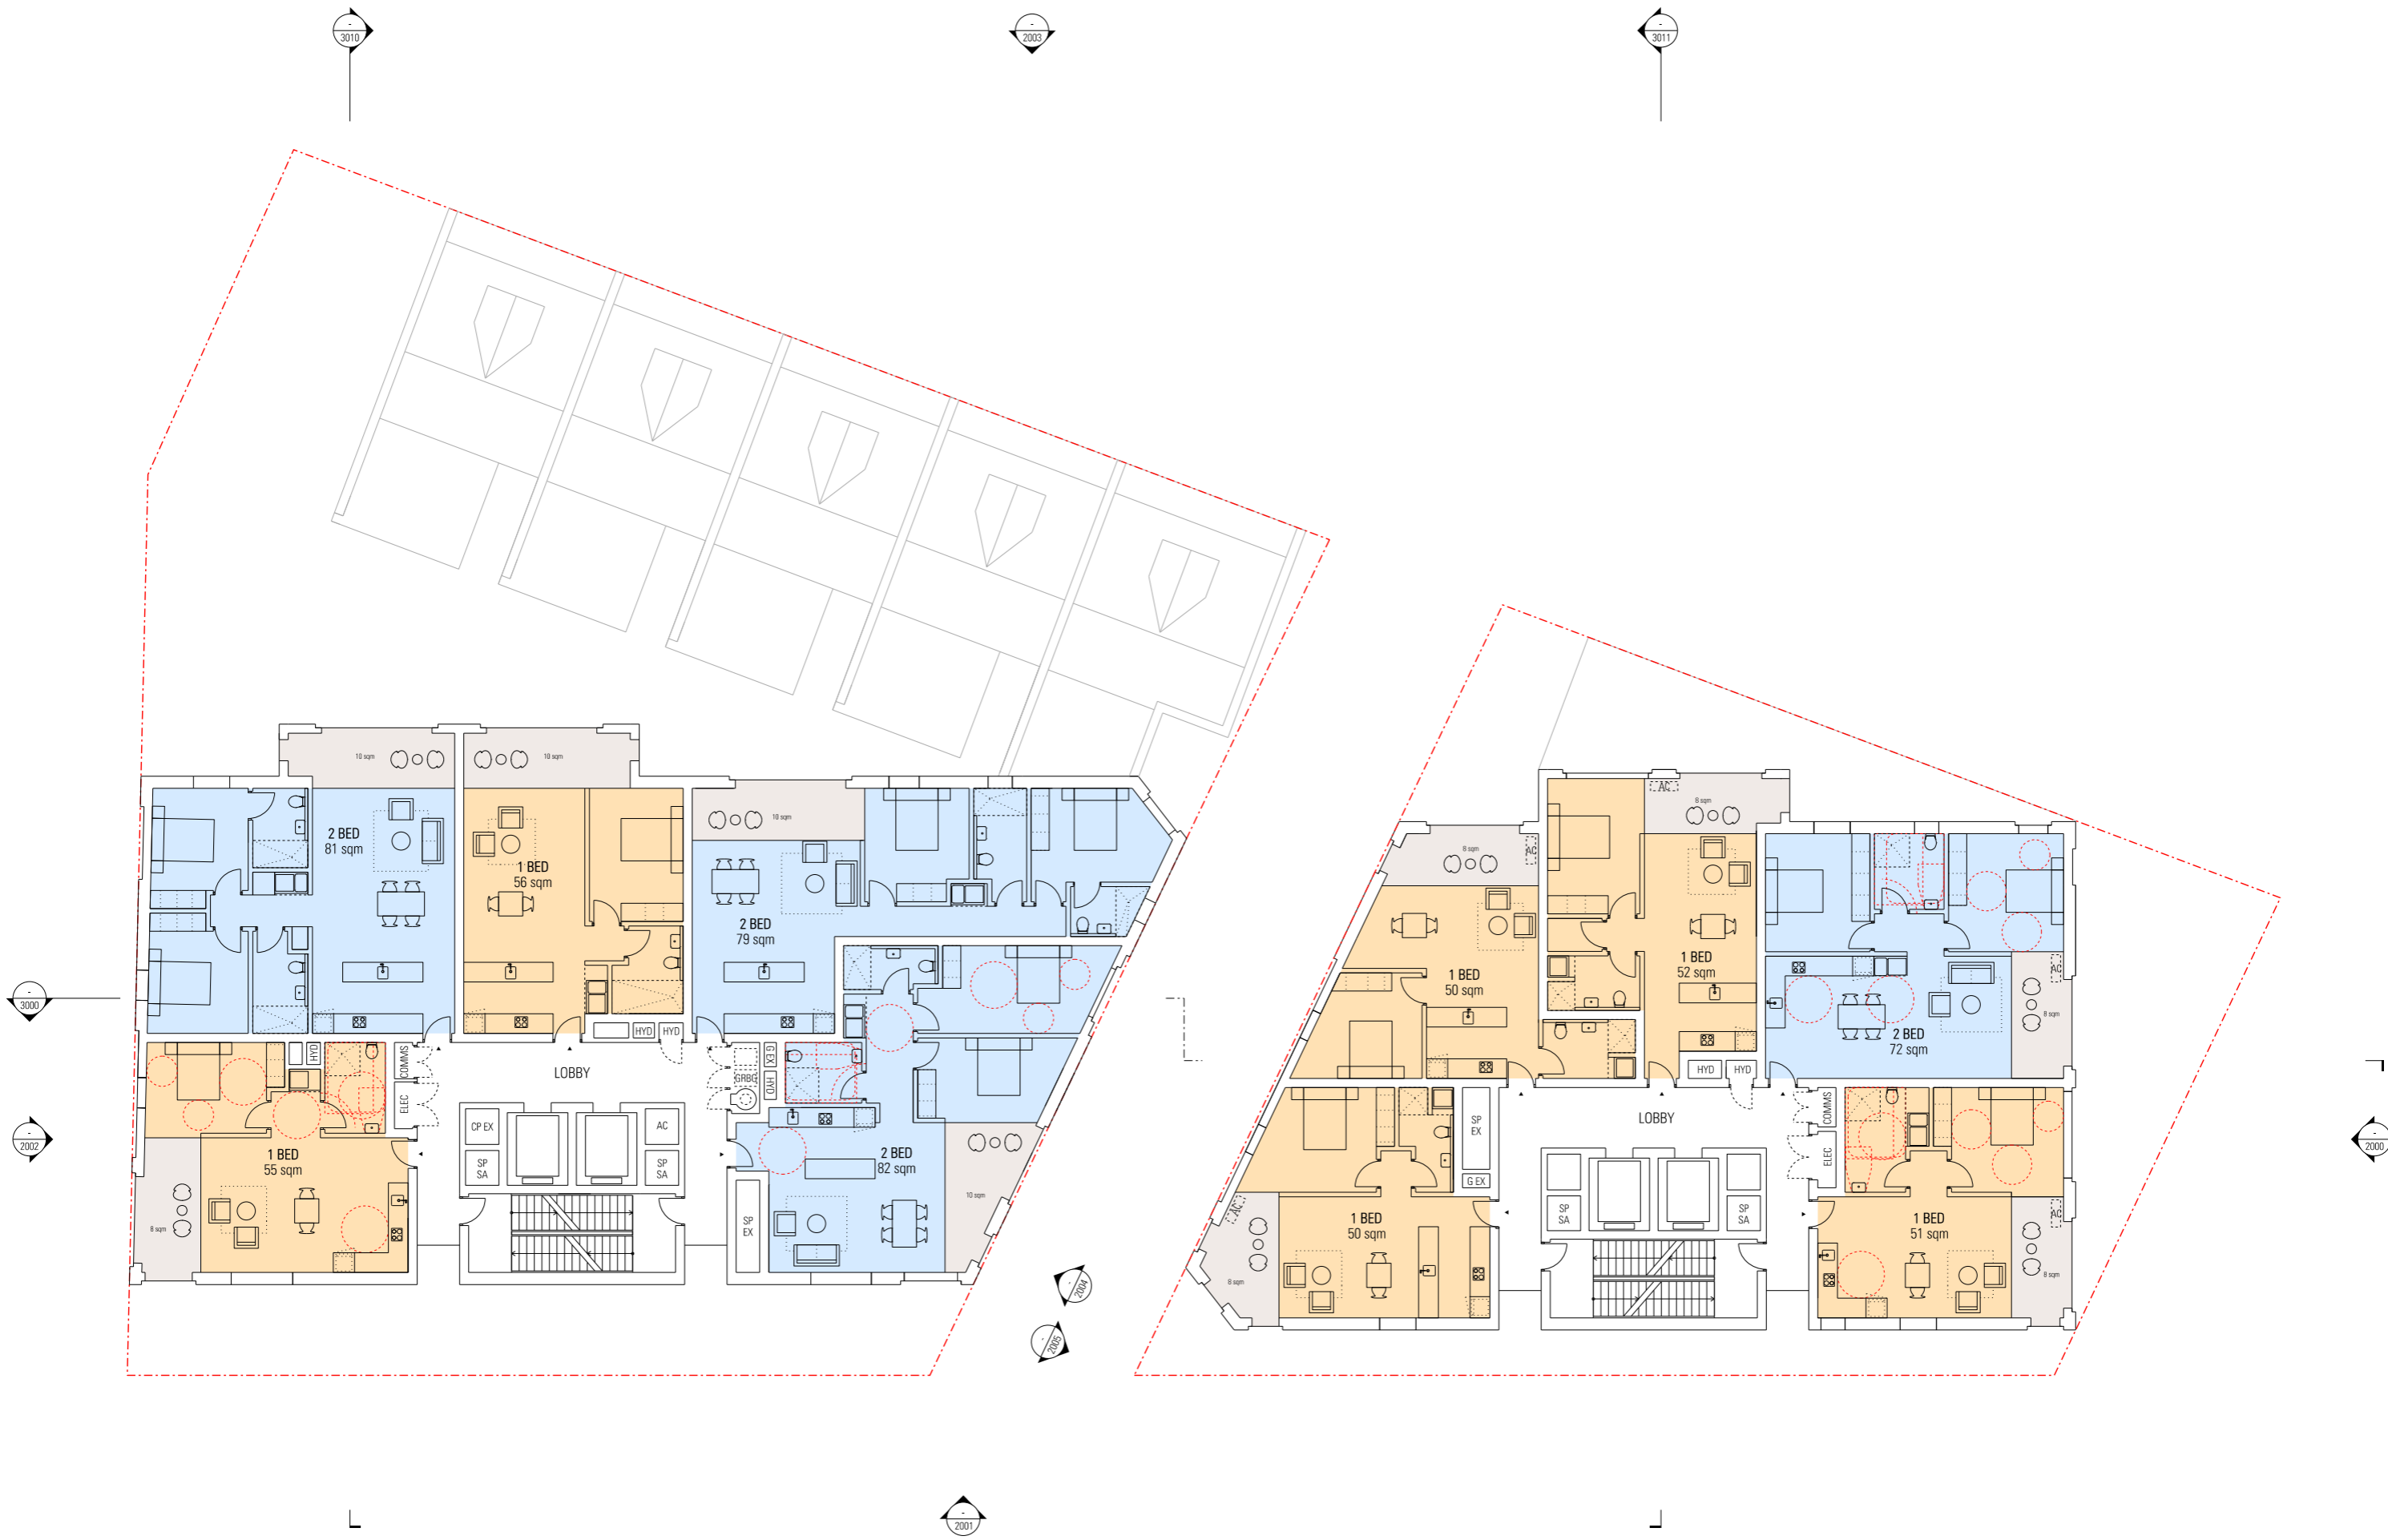 -
3010
-
2003
-
3011
10 sqm
10 sqm
2 BED
81 sqm
1 BED
56 sqm
10 sqm
2 BED
79 sqm
HYD
HYD
HYD
COMMS
ELEC
LOBBY
G EX
HYD
GRBG
CP EX
AC
SP
SA
SP
SA
SP
EX
1 BED
55 sqm
8 sqm
2 BED
82 sqm
10 sqm
AC
8 sqm
8 sqm
AC
1 BED
50 sqm
1 BED
52 sqm
2 BED
72 sqm
AC
8 sqm
HYD
HYD
LOBBY
COMMS
ELEC
SP
EX
G EX
SP
SA
SP
SA
AC
8 sqm
1 BED
50 sqm
1 BED
51 sqm
AC
8 sqm
-
3000
-
2002
-
2004
-
2005
-
2000
-
2001